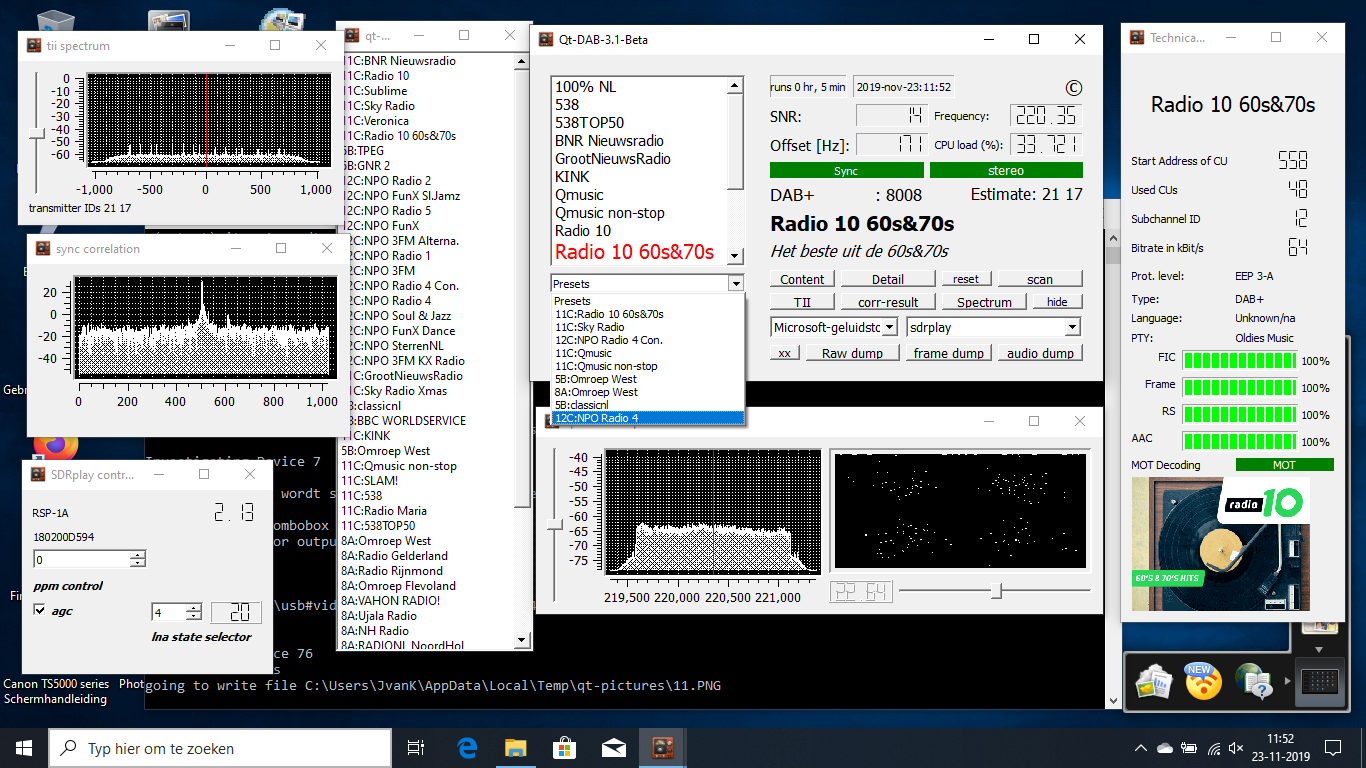 tii spectrum
0
-10
-20
-30
-40
-50
-60
-1,000 -500 0 500 1,000
transmitter IDs 21 17
sync correlation
20
0
-20
-40
0 200 400 600 800 1,000
SDRplay contr...
RSP-1A
2.13
180200D594
0
ppm control
agc
4
20
lna state selector
Canon TS5000 series
Schermhandleiding
qt-...
11C:BNR Nieuwsradio
11C:Radio 10
11C:Sublime
11C:Sky Radio
11C:Veronica
11C:Radio 10 60s&70s
5B:TPEG
5B:GNR 2
12C:NPO Radio 2
12C:NPO FunX Sl.Jamz
12C:NPO Radio 5
12C:NPO FunX
12C:NPO 3FM Alterna.
12C:NPO Radio 1
12C:NPO 3FM
12C:NPO Radio 4 Con.
12C:NPO Radio 4
12C:NPO Soul & Jazz
12C:NPO FunX Dance
12C:NPO SterrenNL
12C:NPO 3FM KX Radio
11C:GrootNieuwsRadio
11C:Sky Radio Xmas
5B:classicnl
5B:BBC WORLDSERVICE
11C:KINK
5B:Omroep West
11C:Qmusic non-stop
11C:SLAM!
11C:538
11C:Radio Maria
11C:538TOP50
8A:Omroep West
8A:Radio Gelderland
8A:Radio Rijnmond
8A:Omroep Flevoland
8A:VAHON RADIO!
8A:Ujala Radio
8A:NH Radio
8A:RADIONL NoordHol
Qt-DAB-3.1-Beta
100% NL
538
538TOP50
BNR Nieuwsradio
GrootNieuwsRadio
KINK
Qmusic
Qmusic non-stop
Radio 10
Radio 10 60s&70s
Presets
Presets
11C:Radio 10 60s&70s
11C:Sky Radio
12C:NPO Radio 4 Con.
11C:Qmusic
11C:Qmusic non-stop
5B:Omroep West
8A:Omroep West
5B:classicnl
12C:NPO Radio 4
runs 0 hr, 5 min 2019-nov-23:11:52 ©
SNR: 14 Frequency: 220.35
Offset [Hz]: 171 CPU load (%): 33.721
Sync stereo
DAB+ : 8008 Estimate: 21 17
Radio 10 60s&70s
Het beste uit de 60s&70s
Content Detail reset scan
TII corr-result Spectrum hide
Microsoft-geluidstc sdrplay
xx Raw dump frame dump audio dump
-40
-45
-50
-55
-60
-65
-70
-75
219,500 220,000 220,500 221,000
22.64
Technica...
Radio 10 60s&70s
Start Address of CU 558
Used CUs 48
Subchannel ID 12
Bitrate in kBit/s 64
Prot. level: EEP 3-A
Type: DAB+
Language: Unknown/na
PTY: Oldies Music
FIC 100%
Frame 100%
RS 100%
AAC 100%
MOT Decoding MOT
radio 10
60'S & 70'S HITS
Device 7
wordt s
ombobox
or outpu
\usb#vid
ce 76
going to write file C:\Users\JvanK\AppData\Local\Temp\qt-pictures\11.PNG
NEW
Typ hier om te zoeken
11:52
23-11-2019